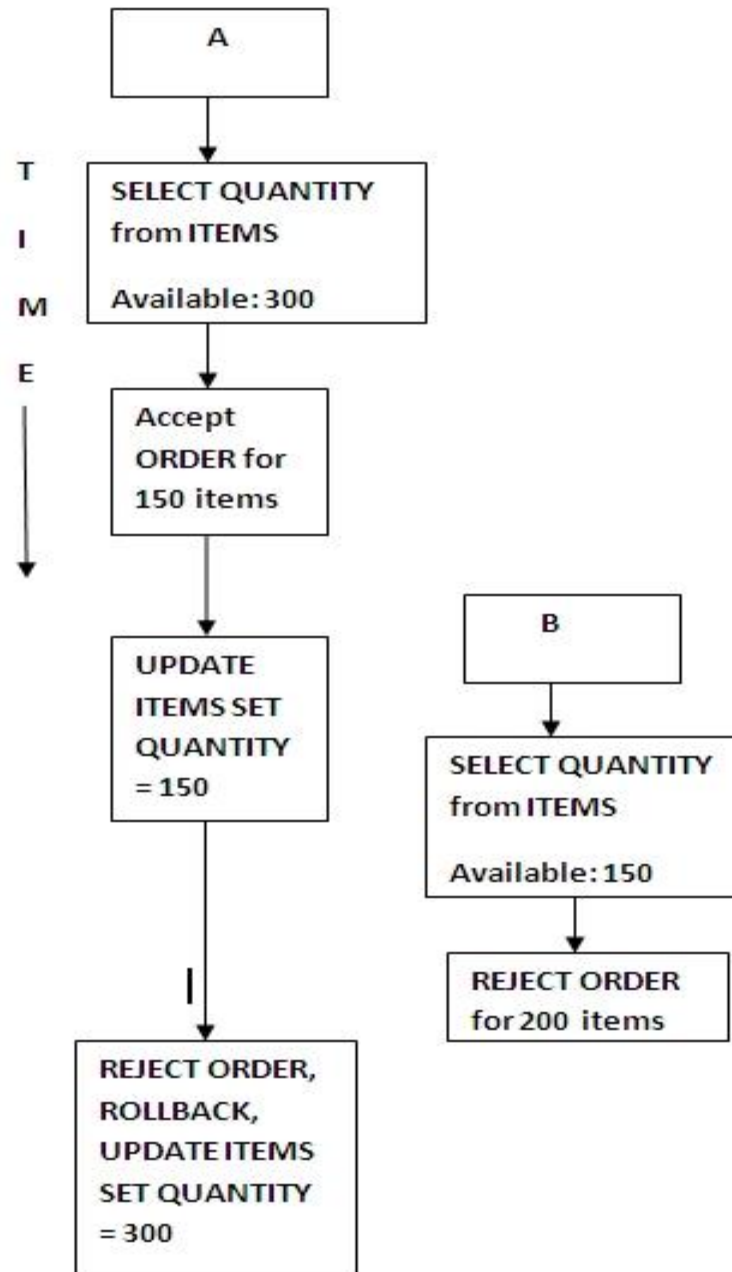 A
T
I
M
E
SELECT QUANTITY
from ITEMS
Available: 300
Accept
ORDER for
150 items
UPDATE
ITEMS SET
QUANTITY
= 150
REJECT ORDER,
ROLLBACK,
UPDATE ITEMS
SET QUANTITY
= 300
B
SELECT QUANTITY
from ITEMS
Available: 150
REJECT ORDER
for 200 items